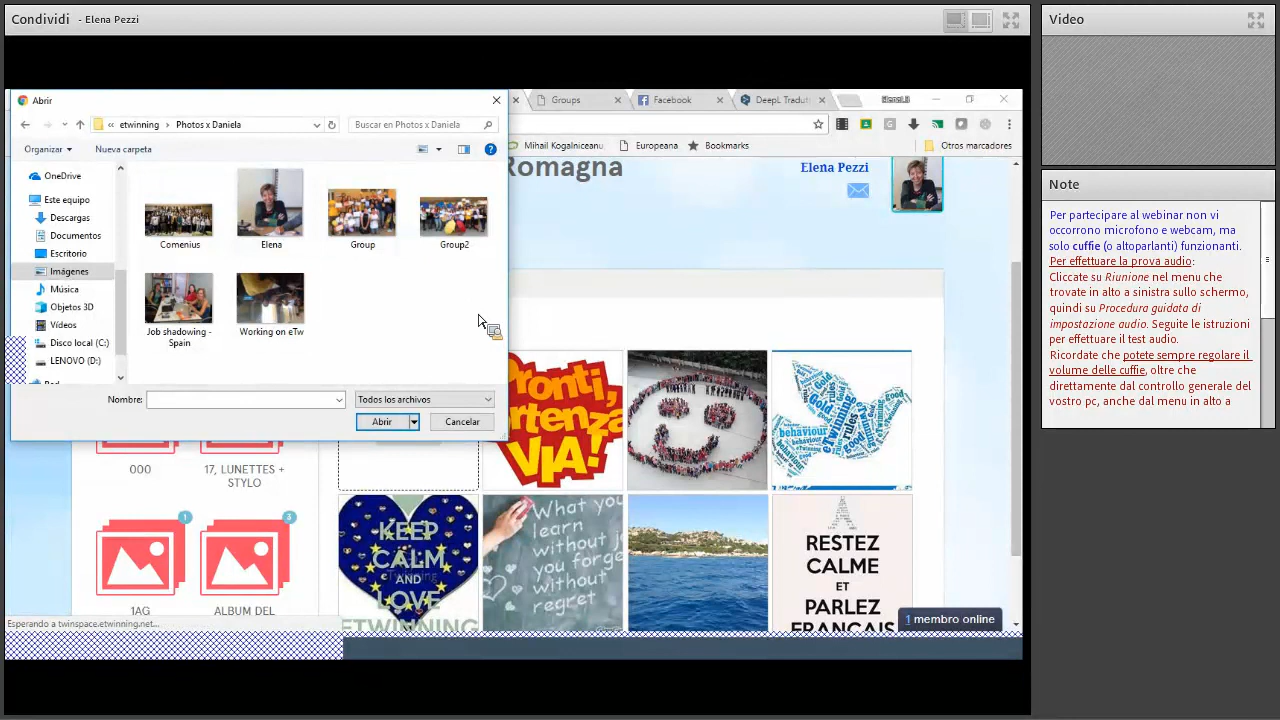 Condividi - Elena Pezzi
Video
Abrir
Groups
Facebook
DeepL Tradut
etwinning
Photos x Daniela
Buscar en Photos x Daniela
Mihail Kogalniceanu
Europeana
Bookmarks
Otros marcadores
Organizar
Nueva carpeta
Romagna
Elena Pezzi
OneDrive
Este equipo
Descargas
Documentos
Escritorio
Imágenes
Música
Objetos 3D
Vídeos
Disco local (C:)
LENOVO (D:)
Comenius
Elena
Group
Group2
Job shadowing -
Spain
Working on eTw
Nombre:
Todos los archivos
Abrir
Cancelar
Note
Per partecipare al webinar non vi
occorrono microfono e webcam, ma
solo cuffie (o altoparlanti) funzionanti.
Per effettuare la prova audio:
Cliccate su Riunione nel menu che
trovate in alto a sinistra sullo schermo,
quindi su Procedura guidata di
impostazione audio. Seguite le istruzioni
per effettuare il test audio.
Ricordate che potete sempre regolare il
volume delle cuffie, oltre che
direttamente dal controllo generale del
vostro pc, anche dal menu in alto a
000
17, LUNETTES +
STYLO
1
3
1AG
ALBUM DEL
Pronti,
artenza
VIA!
Gold
behaviour
eTwinning
rules
KEEP
CALM
AND
LOVE
ETWINNING
What you
learn
without joy
you forget
without
regret
RESTEZ
CALME
ET
PARLEZ
FRANÇAIS
1 membro online
Esperando a twinspace.etwinning.net...